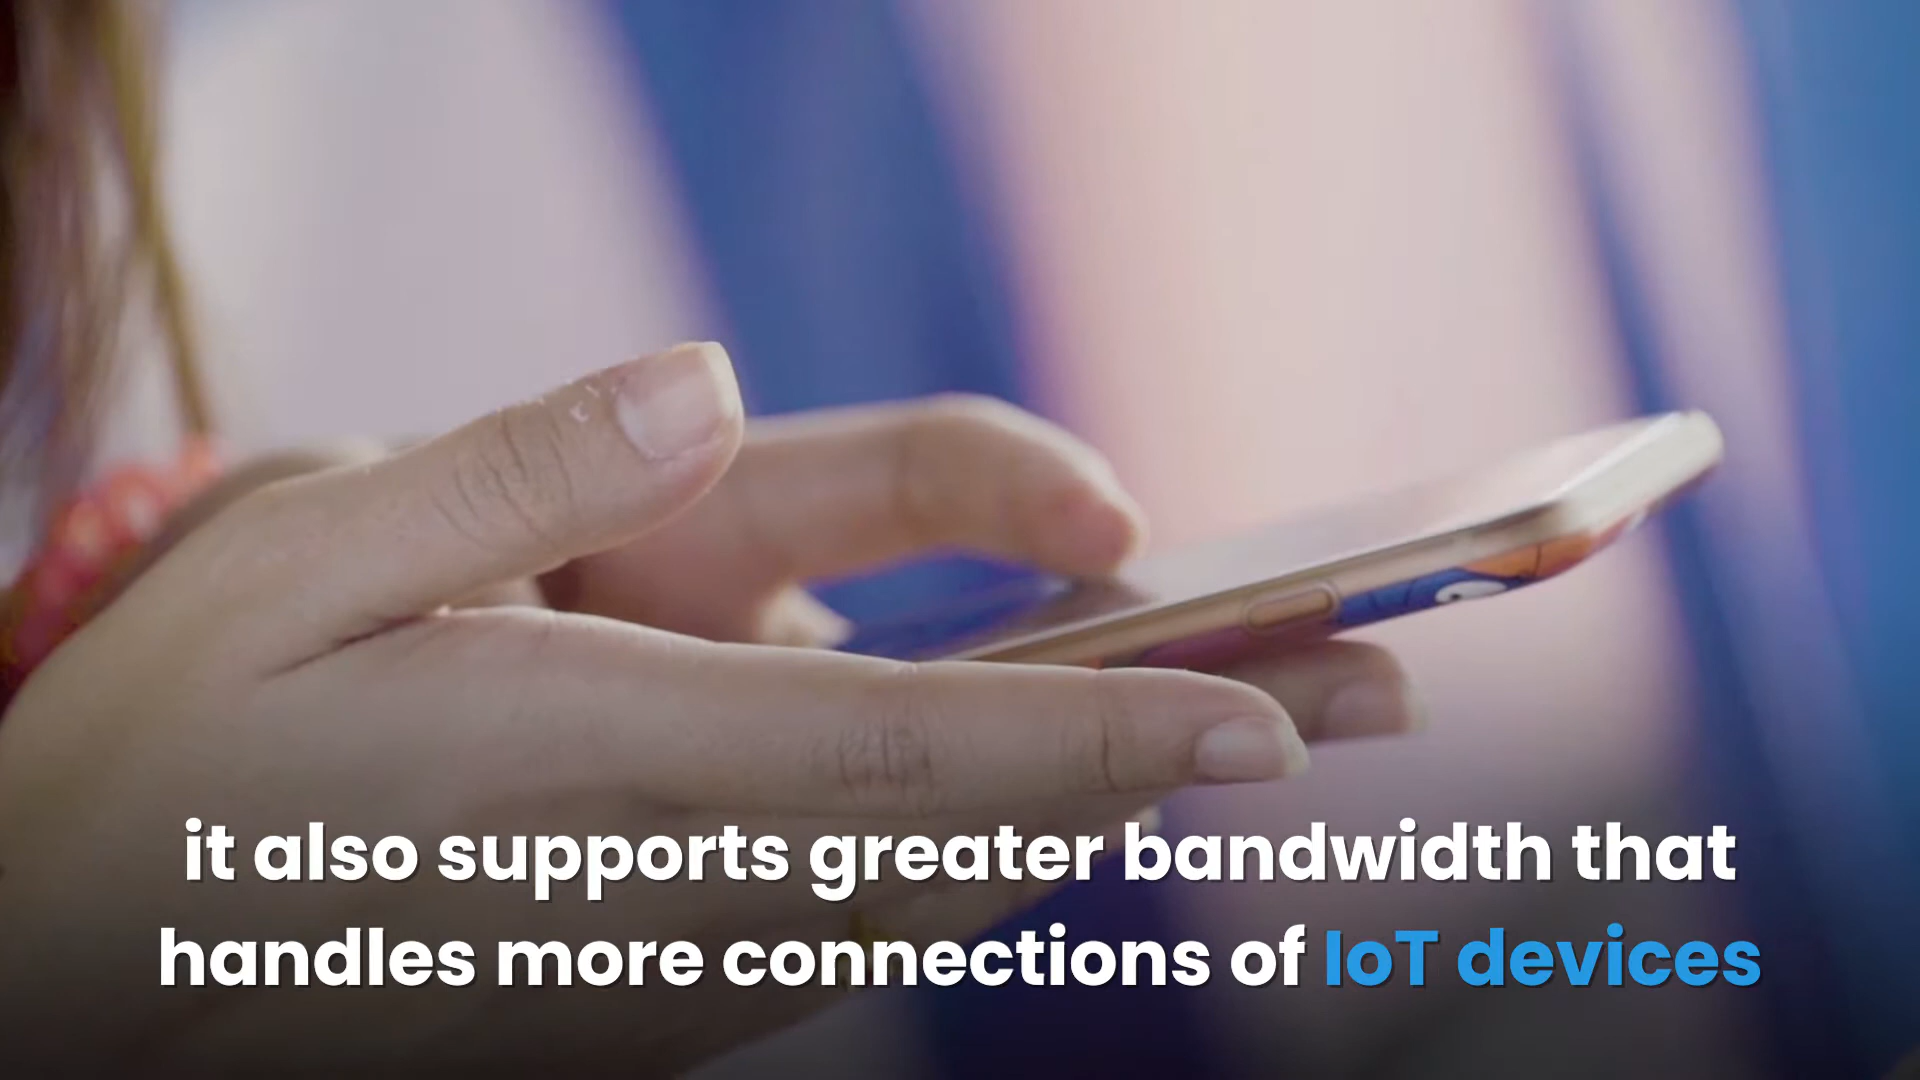 it also supports greater bandwidth that
handles more connections of IoT devices